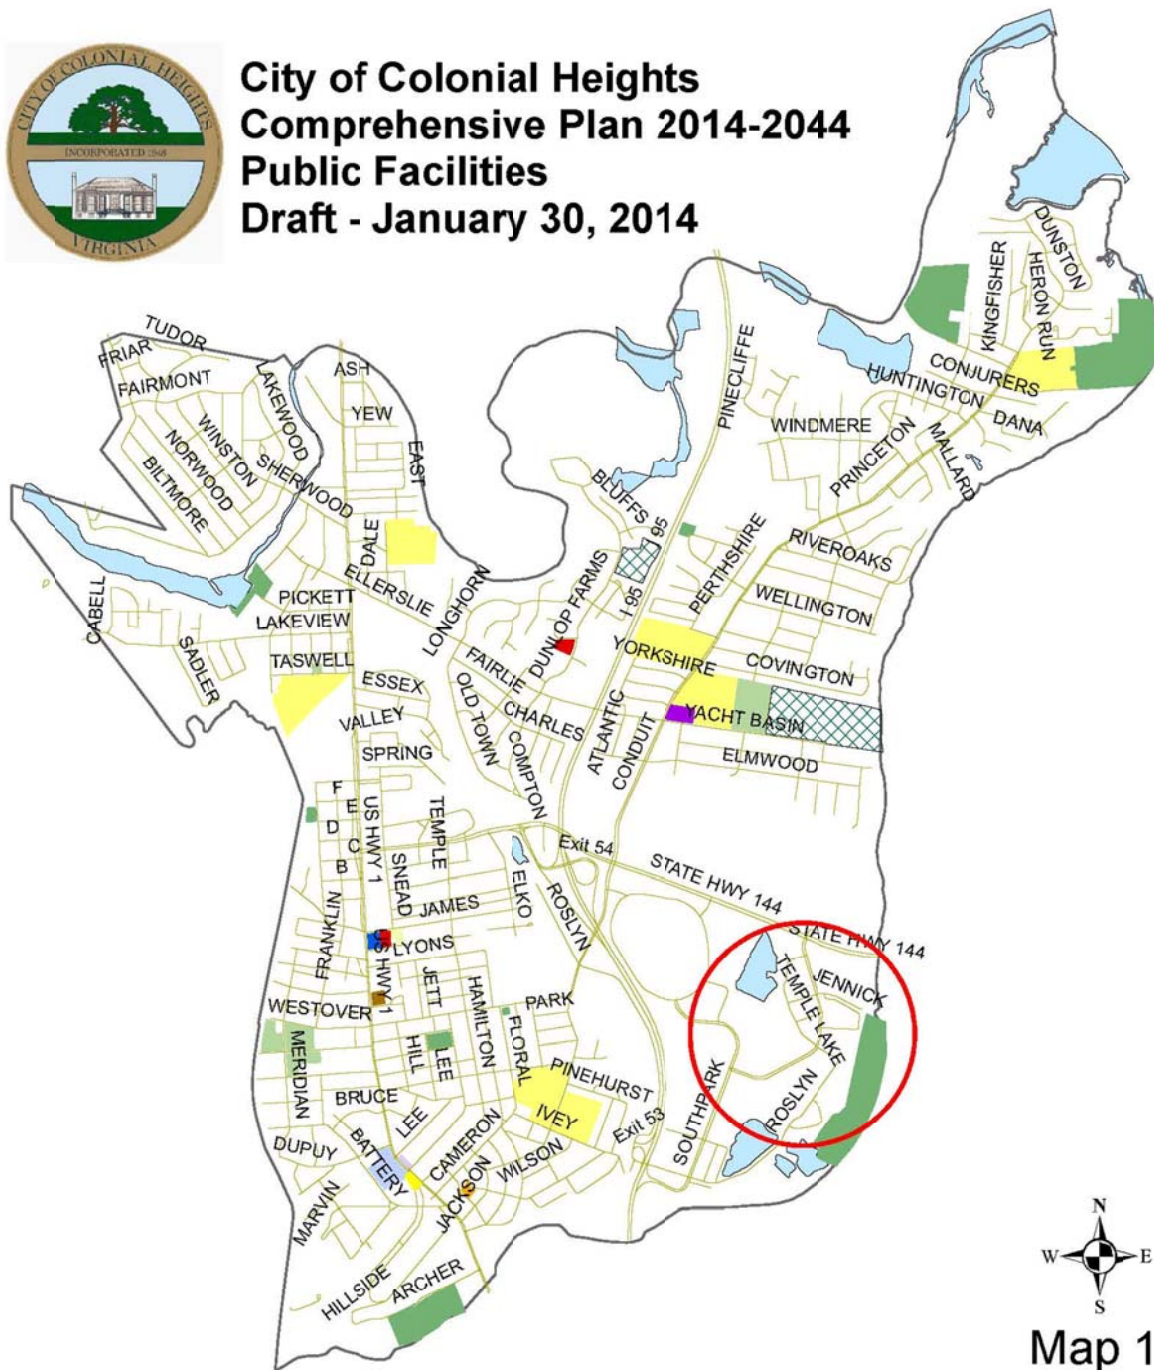 CITY OF COLONIAL HEIGHTS
INCORPORATED 1948
VIRGINIA
City of Colonial Heights
Comprehensive Plan 2014-2044
Public Facilities
Draft - January 30, 2014
DUNSTON
KINGFISHER
HERON RUN
TUDOR
FRIAR
FAIRMONT
LAKEWOOD
ASH
YEW
PINECLIFFE
CONJURERS
HUNTINGTON
DANA
WINDMERE
PRINCETON
MALLARD
WINSTON
NORWOOD
BILTMORE
SHERWOOD
EAST
DALE
BLUFFS
I 95
I 95
PERTHSHIRE
RIVEROAKS
WELLINGTON
ELLERSLIE
LONGHORN
DUNLOP FARMS
CABELL
PICKETT
LAKEVIEW
TASWELL
SADLER
ESSEX
FAIRLIE
YORKSHIRE
COVINGTON
VALLEY
OLD TOWN
CHARLES
ATLANTIC
CONDUIT
YACHT BASIN
SPRING
COMPTON
ELMWOOD
F
E
D
C
B
US HWY 1
TEMPLE
SNEAD
Exit 54
STATE HWY 144
STATE HWY 144
ELKO
ROSLYN
JAMES
FRANKLIN
US HWY 1
LYONS
JETT
HAMILTON
WESTOVER
PARK
FLORAL
TEMPLE LAKE
JENNICK
MERIDIAN
HILL
LEE
PINEHURST
BRUCE
LEE
IVEY
Exit 53
SOUTHPARK
ROSLYN
DUPUY
BATTERY
CAMERON
WILSON
JACKSON
MARVIN
HILLSIDE
ARCHER
N
W
E
S
Map 1